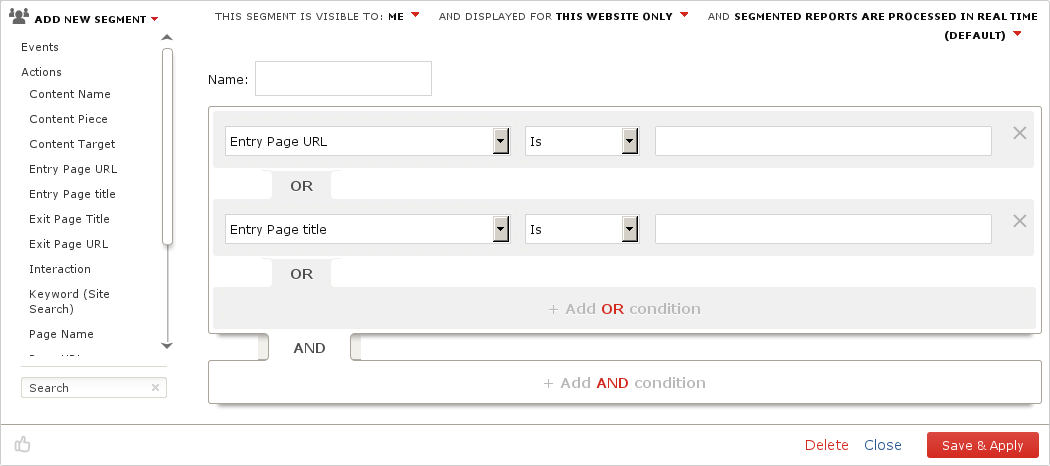 ADD NEW SEGMENT
THIS SEGMENT IS VISIBLE TO: ME AND DISPLAYED FOR THIS WEBSITE ONLY AND SEGMENTED REPORTS ARE PROCESSED IN REAL TIME
(DEFAULT)
Events
Actions
Content Name
Content Piece
Content Target
Entry Page URL
Entry Page title
Exit Page Title
Exit Page URL
Interaction
Keyword (Site
Search)
Page Name
Search
Name:
Entry Page URL Is
OR
Entry Page title Is
OR
+ Add OR condition
AND
+ Add AND condition
Delete Close Save & Apply